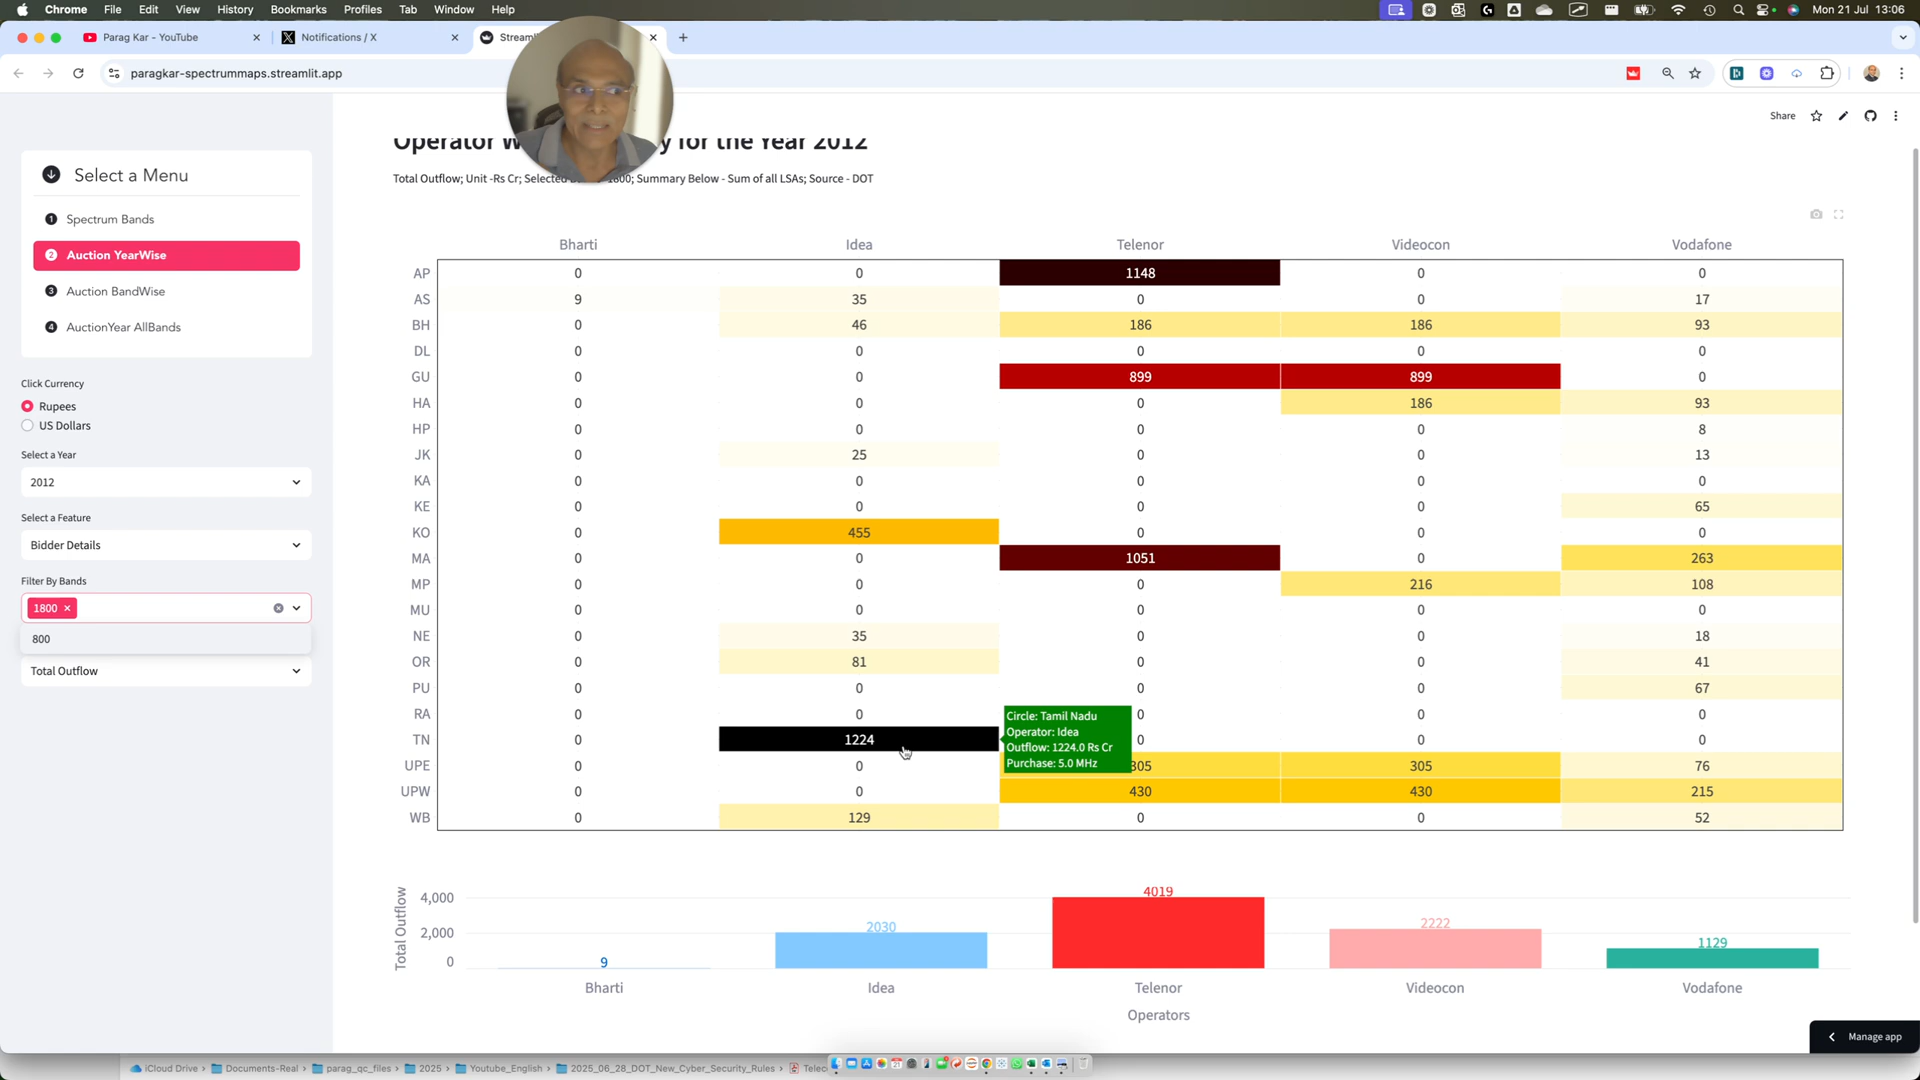 Chrome File Edit View History Bookmarks Profiles Tab Window Help Mon 21 Jul 13:06
Parag Kar - YouTube Notifications / X Streaml
paragkar-spectrummaps.streamlit.app
Share
Select a Menu
1 Spectrum Bands
2 Auction YearWise
3 Auction BandWise
4 AuctionYear AllBands
Click Currency
Rupees
US Dollars
Select a Year
2012
Select a Feature
Bidder Details
Filter By Bands
1800 ×
800
Total Outflow
Operator W y for the Year 2012
Total Outflow; Unit -Rs Cr; Selected 1800; Summary Below - Sum of all LSAs; Source - DOT
Bharti Idea Telenor Videocon Vodafone
AP 0 0 1148 0 0
AS 9 35 0 0 17
BH 0 46 186 186 93
DL 0 0 0 0 0
GU 0 0 899 899 0
HA 0 0 0 186 93
HP 0 0 0 0 8
JK 0 25 0 0 13
KA 0 0 0 0 0
KE 0 0 0 0 65
KO 0 455 0 0 0
MA 0 0 1051 0 263
MP 0 0 0 216 108
MU 0 0 0 0 0
NE 0 35 0 0 18
OR 0 81 0 0 41
PU 0 0 0 0 67
RA 0 0 0 0 0
TN 0 1224 0 0 0
UPE 0 0 305 305 76
UPW 0 0 430 430 215
WB 0 129 0 0 52
Circle: Tamil Nadu
Operator: Idea
Outflow: 1224.0 Rs Cr
Purchase: 5.0 MHz
Total Outflow
4,000
2,000
0
9 2030 4019 2222 1129
Bharti Idea Telenor Videocon Vodafone
Operators
Manage app
iCloud Drive Documents-Real parag_qc_files 2025 Youtube_English 2025_06_28_DOT_New_Cyber_Security_Rules Telec